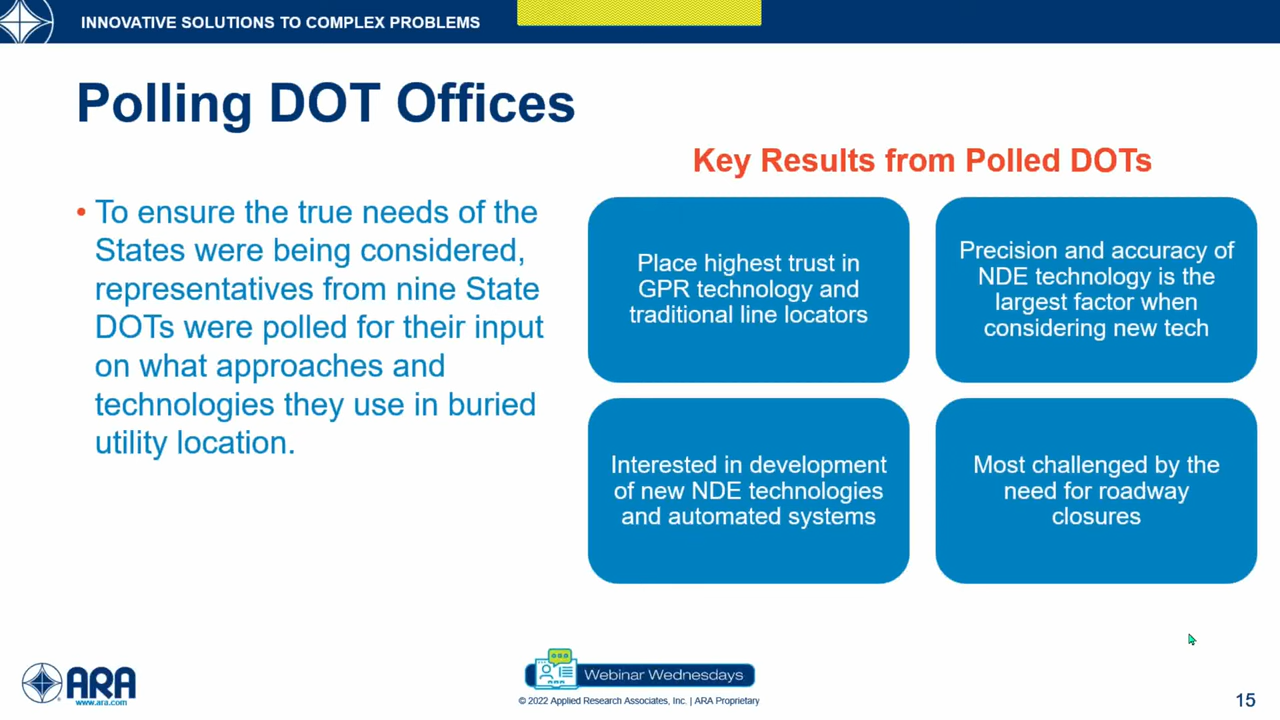 INNOVATIVE SOLUTIONS TO COMPLEX PROBLEMS
Polling DOT Offices
• To ensure the true needs of the
States were being considered,
representatives from nine State
DOTs were polled for their input
on what approaches and
technologies they use in buried
utility location.
Key Results from Polled DOTs
Place highest trust in
GPR technology and
traditional line locators
Precision and accuracy of
NDE technology is the
largest factor when
considering new tech
Interested in development
of new NDE technologies
and automated systems
Most challenged by the
need for roadway
closures
ARA
www.ara.com
Webinar Wednesdays
© 2022 Applied Research Associates, Inc. | ARA Proprietary
15